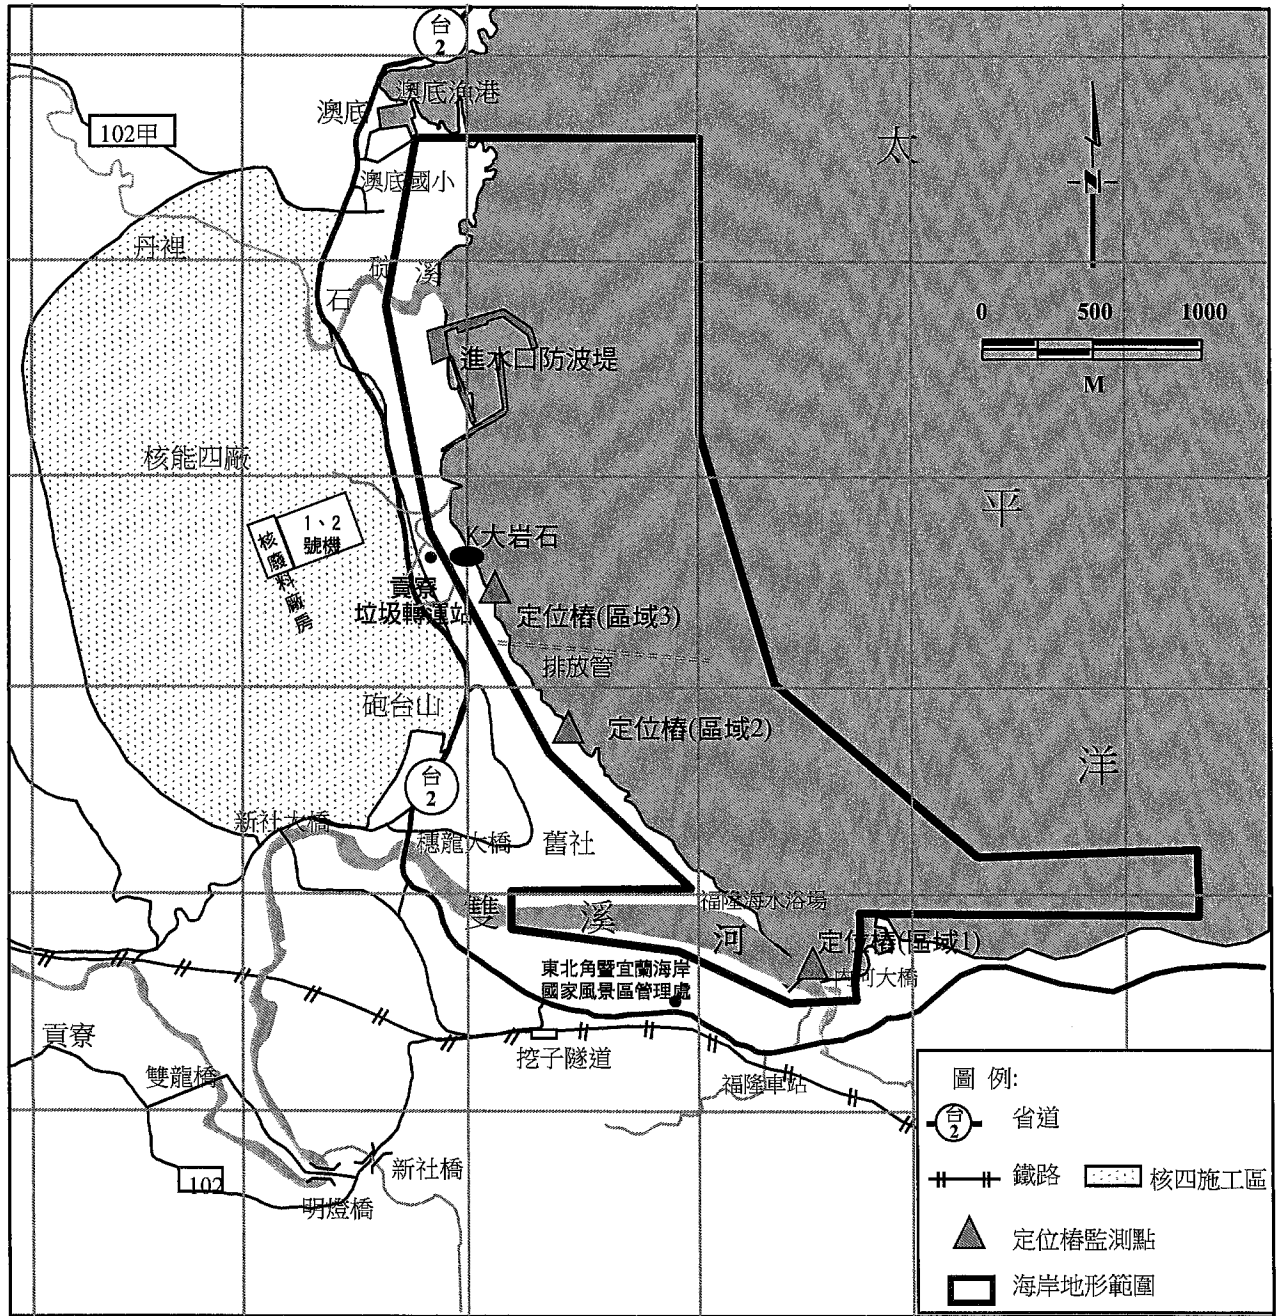 台
2
澳底漁港
澳底
102甲
太
N
澳底國小
丹裡
碇 溪
石
0 500 1000
M
進水口防波堤
核能四廠
平
1、2
號機
核廢料廠房
K大岩石
貢寮
垃圾轉運站
定位樁(區域3)
排放管
砲台山
定位樁(區域2)
洋
台
2
新社大橋
穗龍大橋
舊社
福隆海水浴場
雙 溪 河
定位樁(區域1)
內河大橋
東北角暨宜蘭海岸
國家風景區管理處
貢寮
挖子隧道
雙龍橋
福隆車站
新社橋
102
明燈橋
圖 例:
台
2
省道
鐵路
核四施工區
定位樁監測點
海岸地形範圍